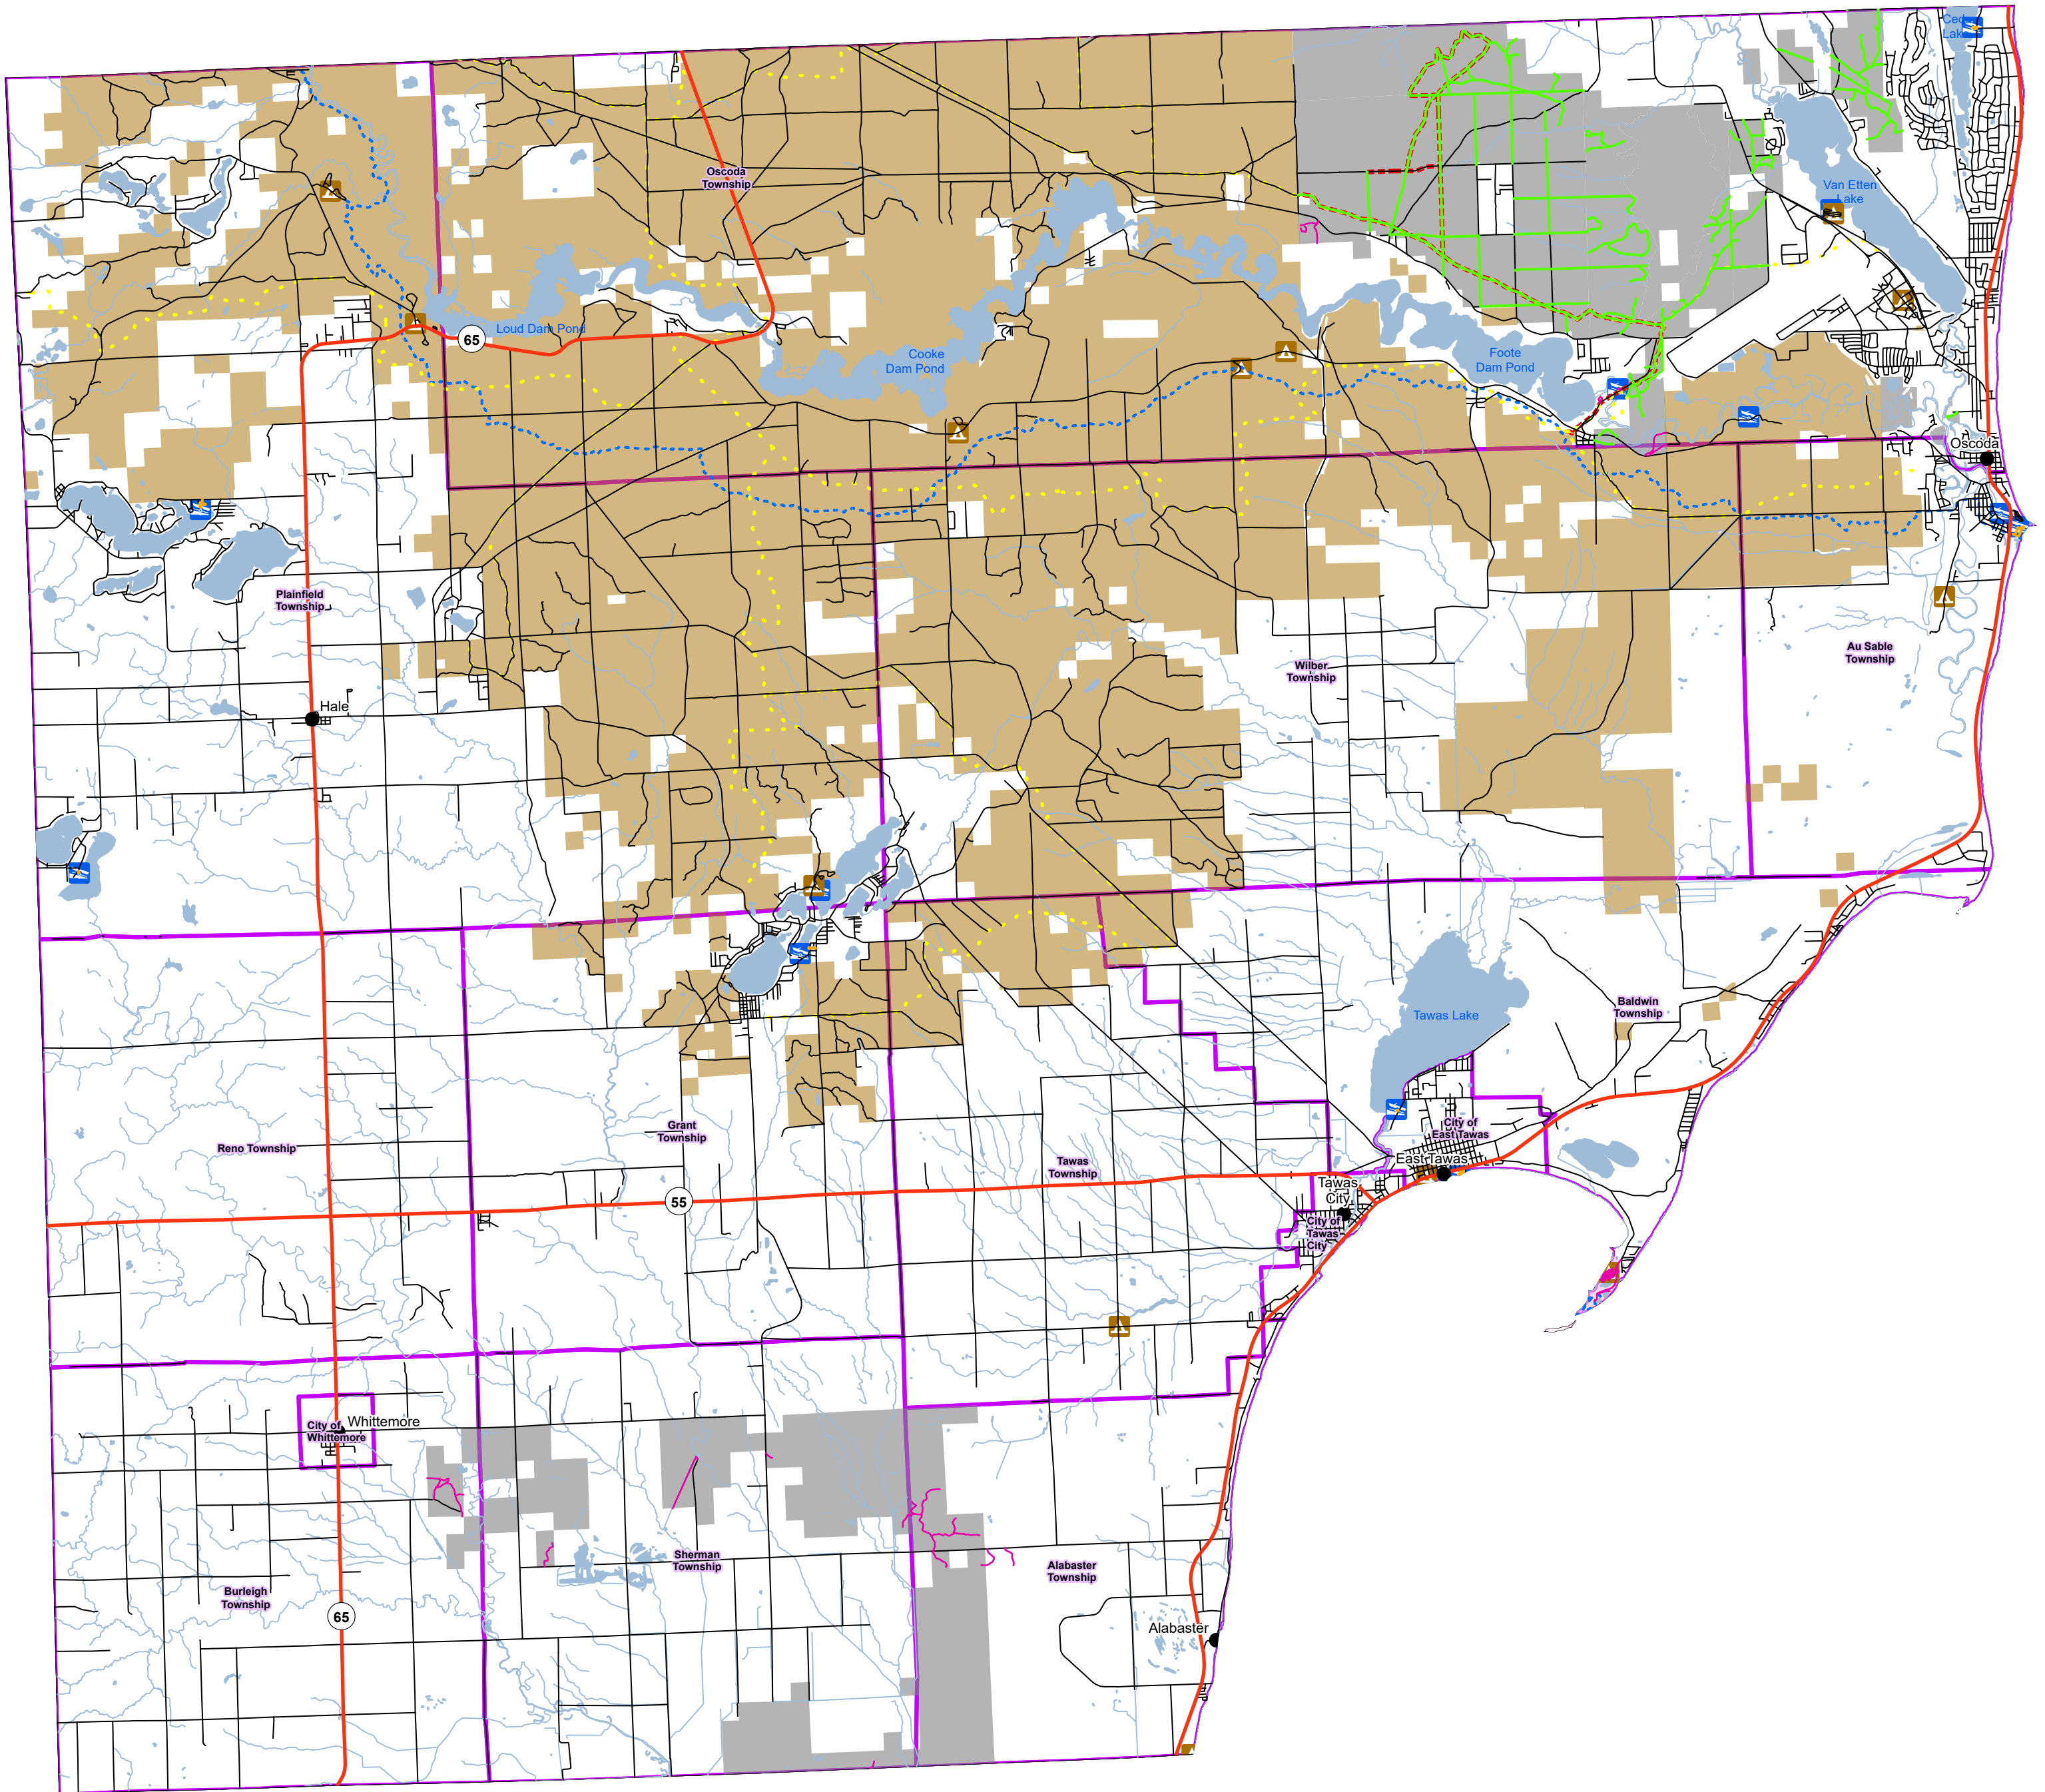 Cedar
Lake
Oscoda
Township
Van Etten
Lake
Loud Dam Pond
65
Cooke
Dam Pond
Foote
Dam Pond
Oscoda
Plainfield
Township
Wilber
Township
Au Sable
Township
Hale
Tawas Lake
Baldwin
Township
Reno Township
Grant
Township
Tawas
Township
City of
East Tawas
East Tawas
55
Tawas
City
City of
Tawas
City
City of
Whittemore
Whittemore
Sherman
Township
Alabaster
Township
Burleigh
Township
65
Alabaster